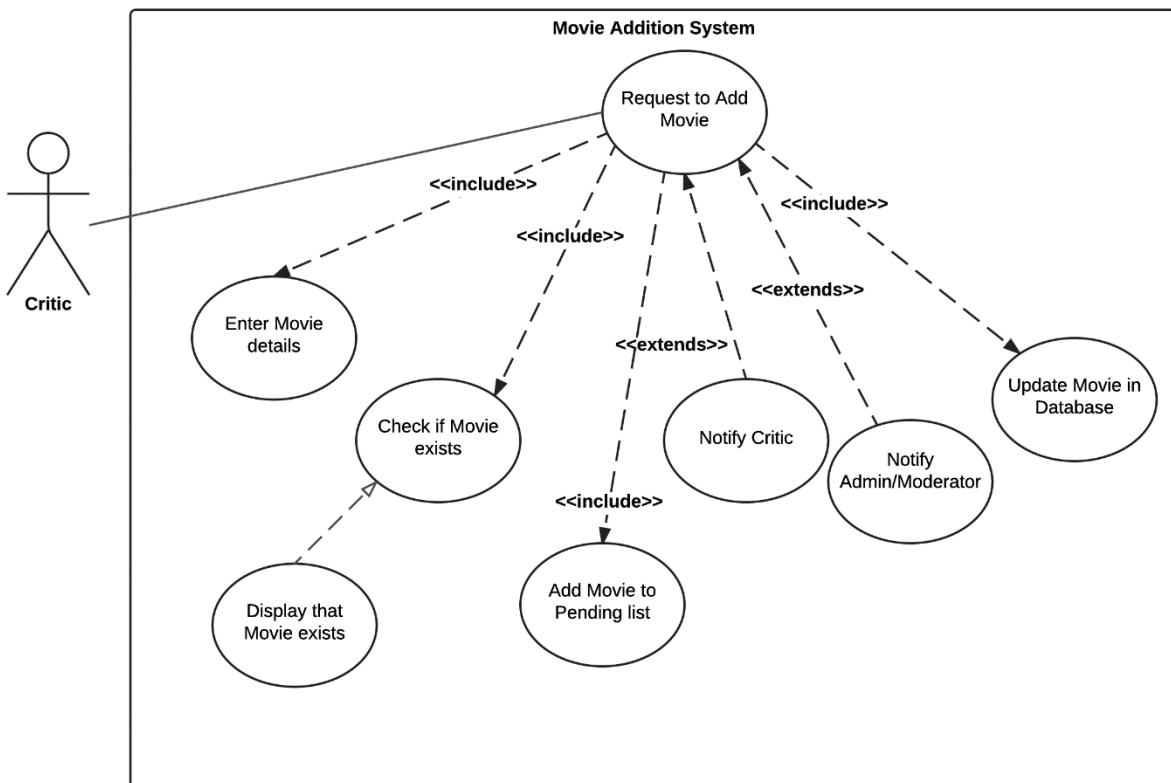 Movie Addition System
Request to Add
Movie
<<include>>
<<include>>
<<include>>
<<extends>>
Critic
Enter Movie
details
<<extends>>
Update Movie in
Database
Check if Movie
exists
Notify Critic
Notify
Admin/Moderator
<<include>>
Display that
Movie exists
Add Movie to
Pending list